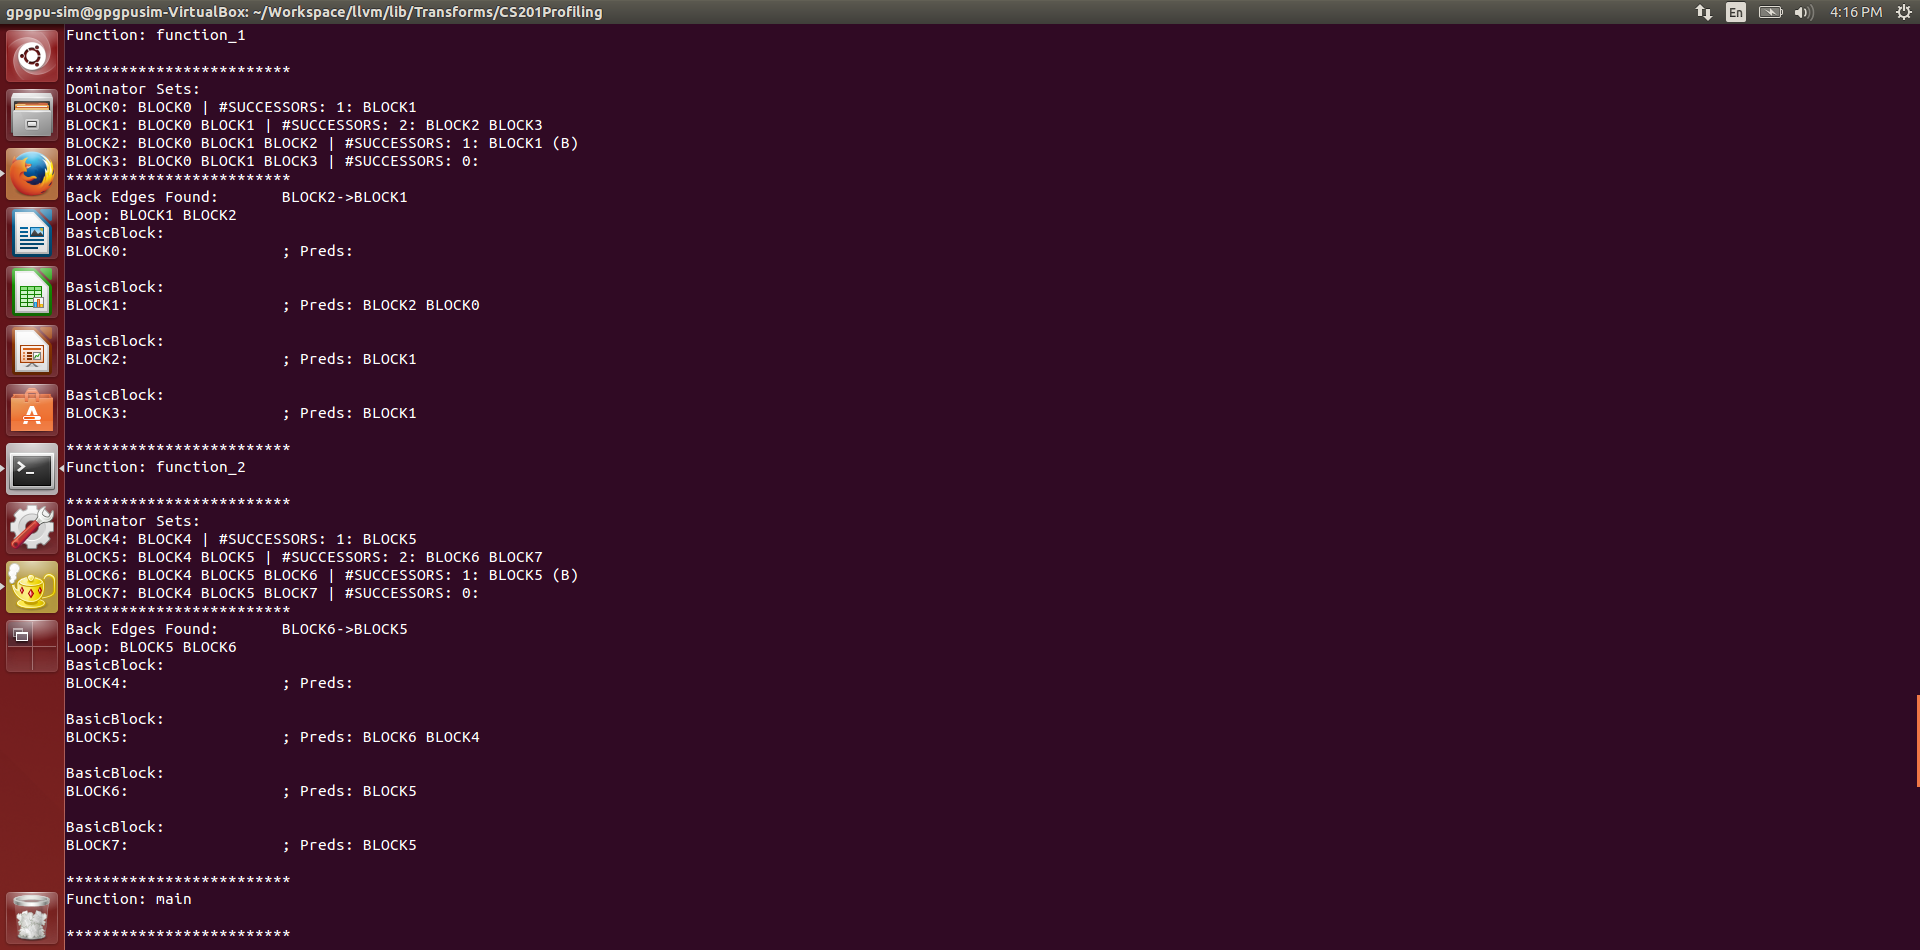 gpgpu-sim@gpgpusim-VirtualBox: ~/Workspace/llvm/lib/Transforms/CS201Profiling En 4:16 PM
Function: function_1
*************************
Dominator Sets:
BLOCK0: BLOCK0 | #SUCCESSORS: 1: BLOCK1
BLOCK1: BLOCK0 BLOCK1 | #SUCCESSORS: 2: BLOCK2 BLOCK3
BLOCK2: BLOCK0 BLOCK1 BLOCK2 | #SUCCESSORS: 1: BLOCK1 (B)
BLOCK3: BLOCK0 BLOCK1 BLOCK3 | #SUCCESSORS: 0:
*************************
Back Edges Found:       BLOCK2->BLOCK1
Loop: BLOCK1 BLOCK2
BasicBlock:
BLOCK0:                 ; Preds:
BasicBlock:
BLOCK1:                 ; Preds: BLOCK2 BLOCK0
BasicBlock:
BLOCK2:                 ; Preds: BLOCK1
BasicBlock:
BLOCK3:                 ; Preds: BLOCK1
*************************
Function: function_2
*************************
Dominator Sets:
BLOCK4: BLOCK4 | #SUCCESSORS: 1: BLOCK5
BLOCK5: BLOCK4 BLOCK5 | #SUCCESSORS: 2: BLOCK6 BLOCK7
BLOCK6: BLOCK4 BLOCK5 BLOCK6 | #SUCCESSORS: 1: BLOCK5 (B)
BLOCK7: BLOCK4 BLOCK5 BLOCK7 | #SUCCESSORS: 0:
*************************
Back Edges Found:       BLOCK6->BLOCK5
Loop: BLOCK5 BLOCK6
BasicBlock:
BLOCK4:                 ; Preds:
BasicBlock:
BLOCK5:                 ; Preds: BLOCK6 BLOCK4
BasicBlock:
BLOCK6:                 ; Preds: BLOCK5
BasicBlock:
BLOCK7:                 ; Preds: BLOCK5
*************************
Function: main
*************************